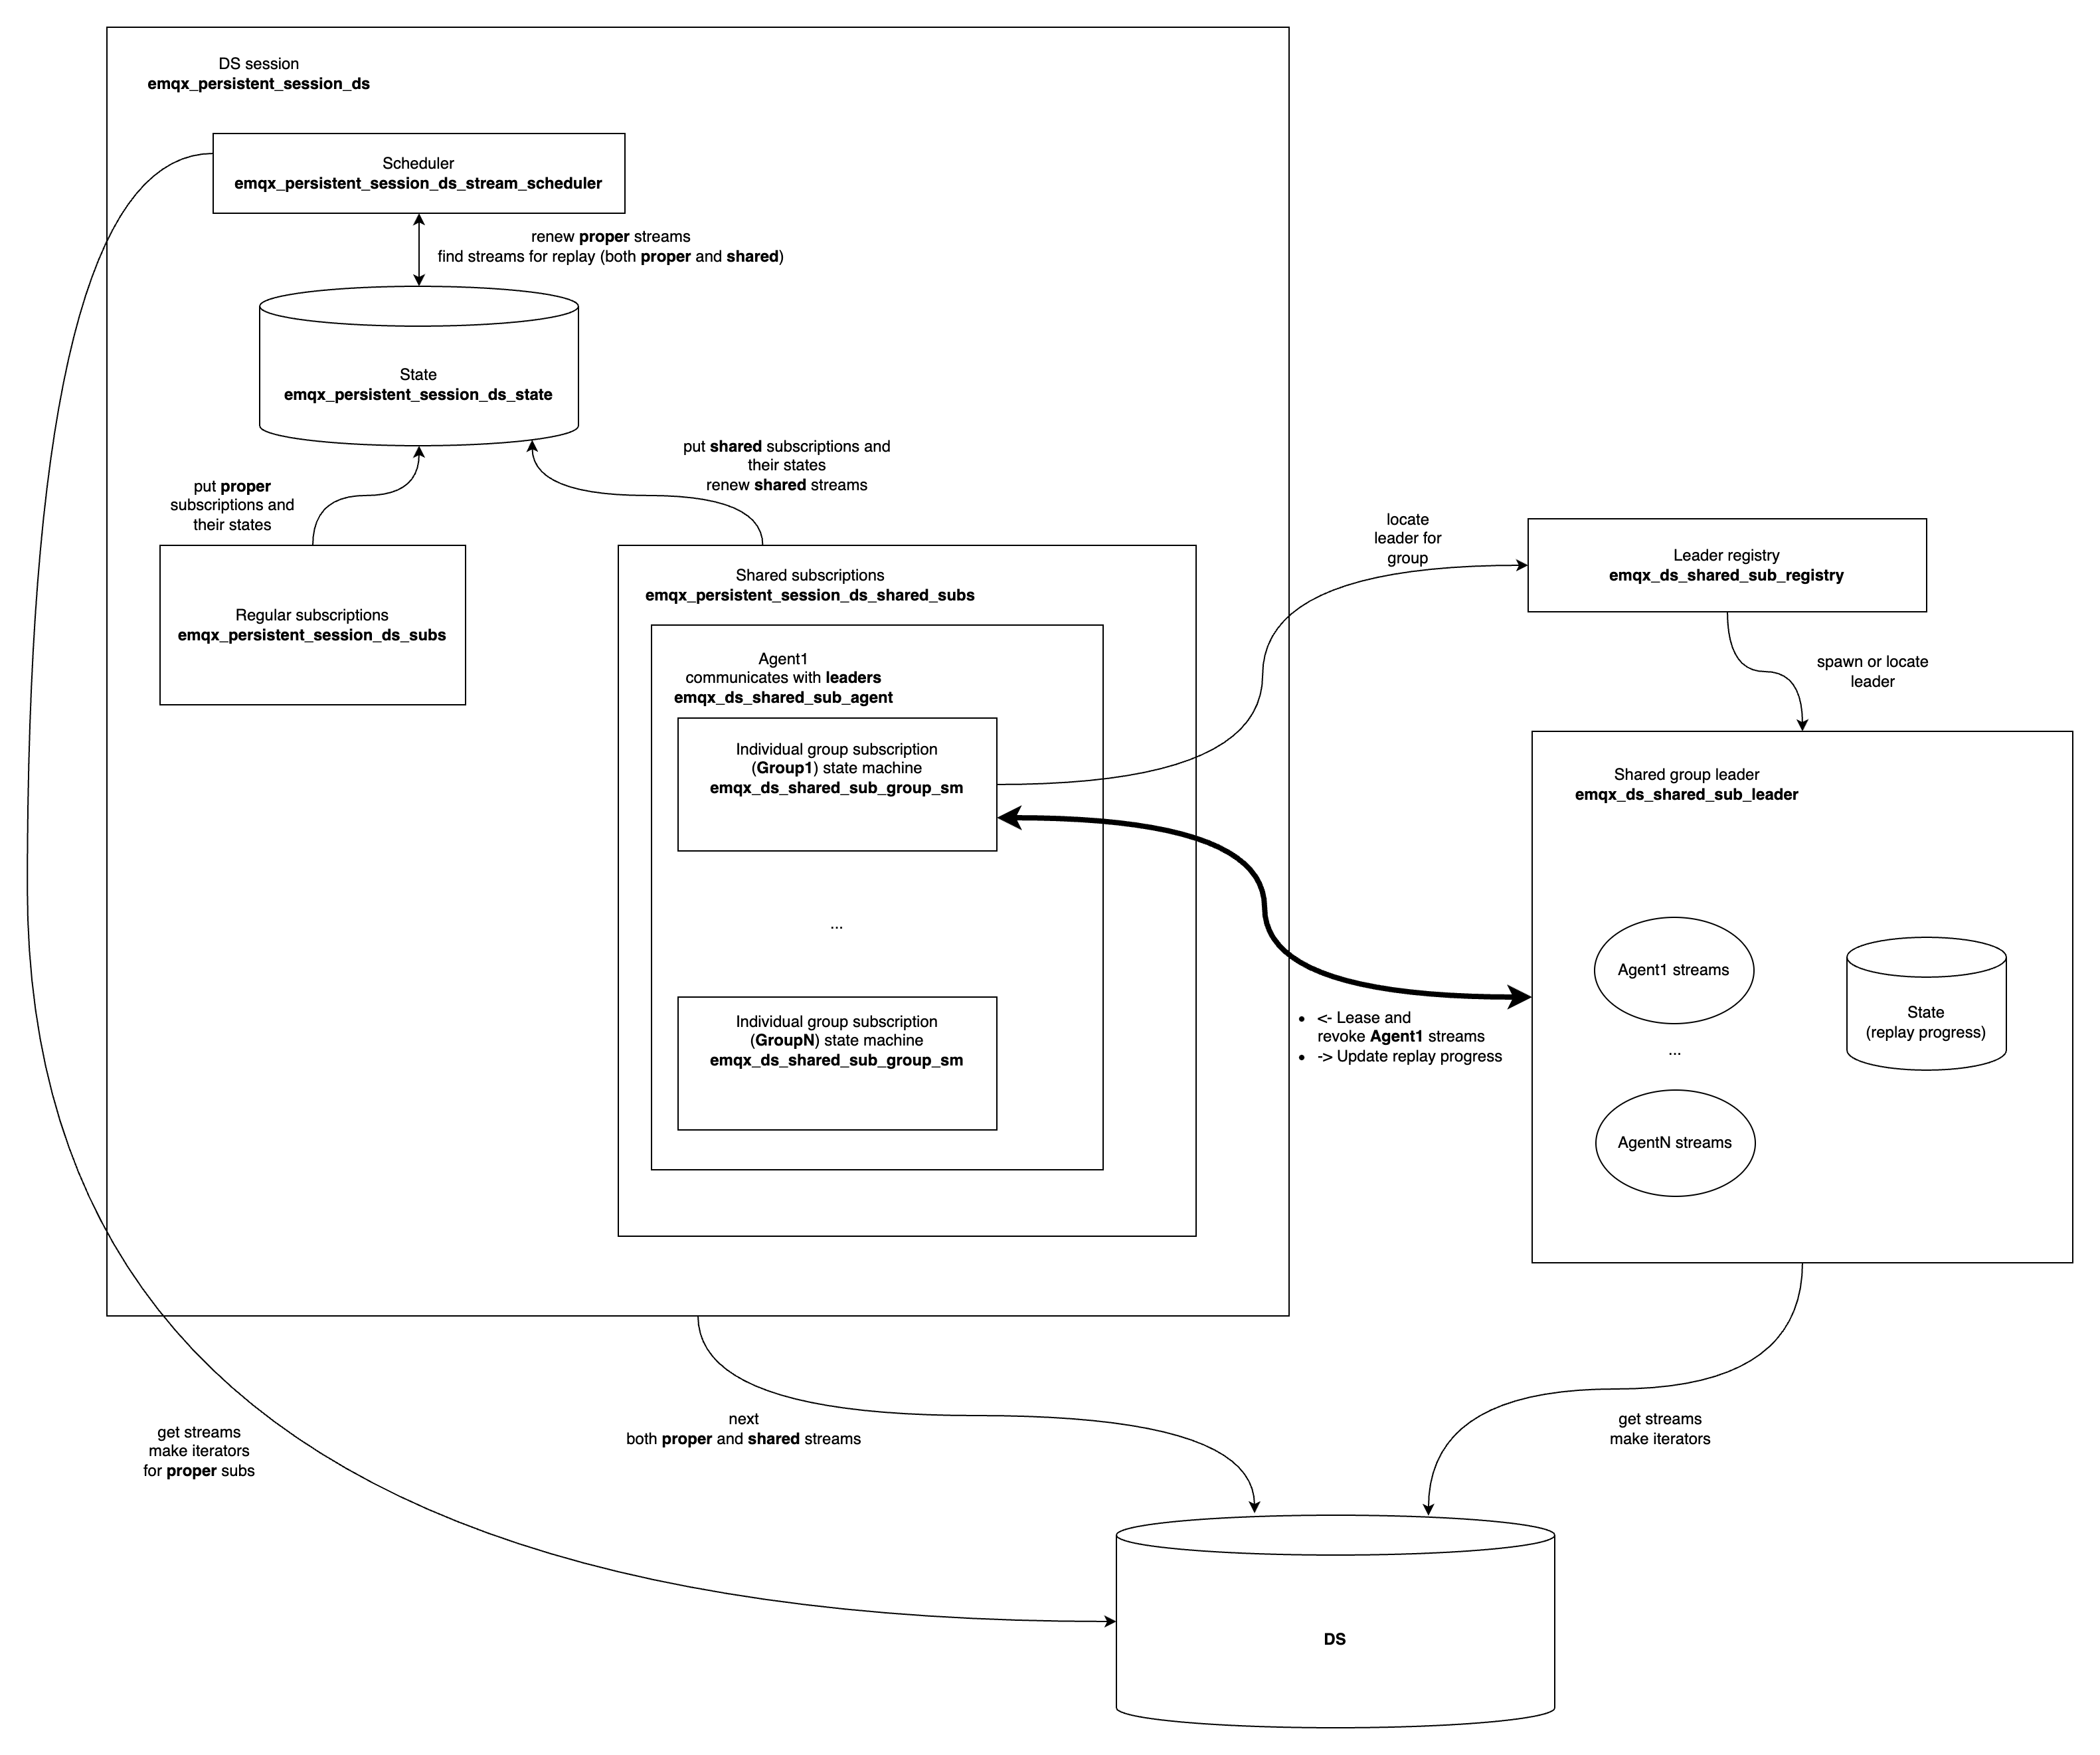 DS session
emqx_persistent_session_ds
Scheduler
emqx_persistent_session_ds_stream_scheduler
renew proper streams
find streams for replay (both proper and shared)
State
emqx_persistent_session_ds_state
put shared subscriptions and
their states
renew shared streams
put proper
subscriptions and
their states
Regular subscriptions
emqx_persistent_session_ds_subs
Shared subscriptions
emqx_persistent_session_ds_shared_subs
Agent1
communicates with leaders
emqx_ds_shared_sub_agent
Individual group subscription
(Group1) state machine
emqx_ds_shared_sub_group_sm
...
Individual group subscription
(GroupN) state machine
emqx_ds_shared_sub_group_sm
locate
leader for
group
Leader registry
emqx_ds_shared_sub_registry
spawn or locate
leader
Shared group leader
emqx_ds_shared_sub_leader
Agent1 streams
...
AgentN streams
State
(replay progress)
• <- Lease and
revoke Agent1 streams
• -> Update replay progress
get streams
make iterators
for proper subs
next
both proper and shared streams
get streams
make iterators
DS